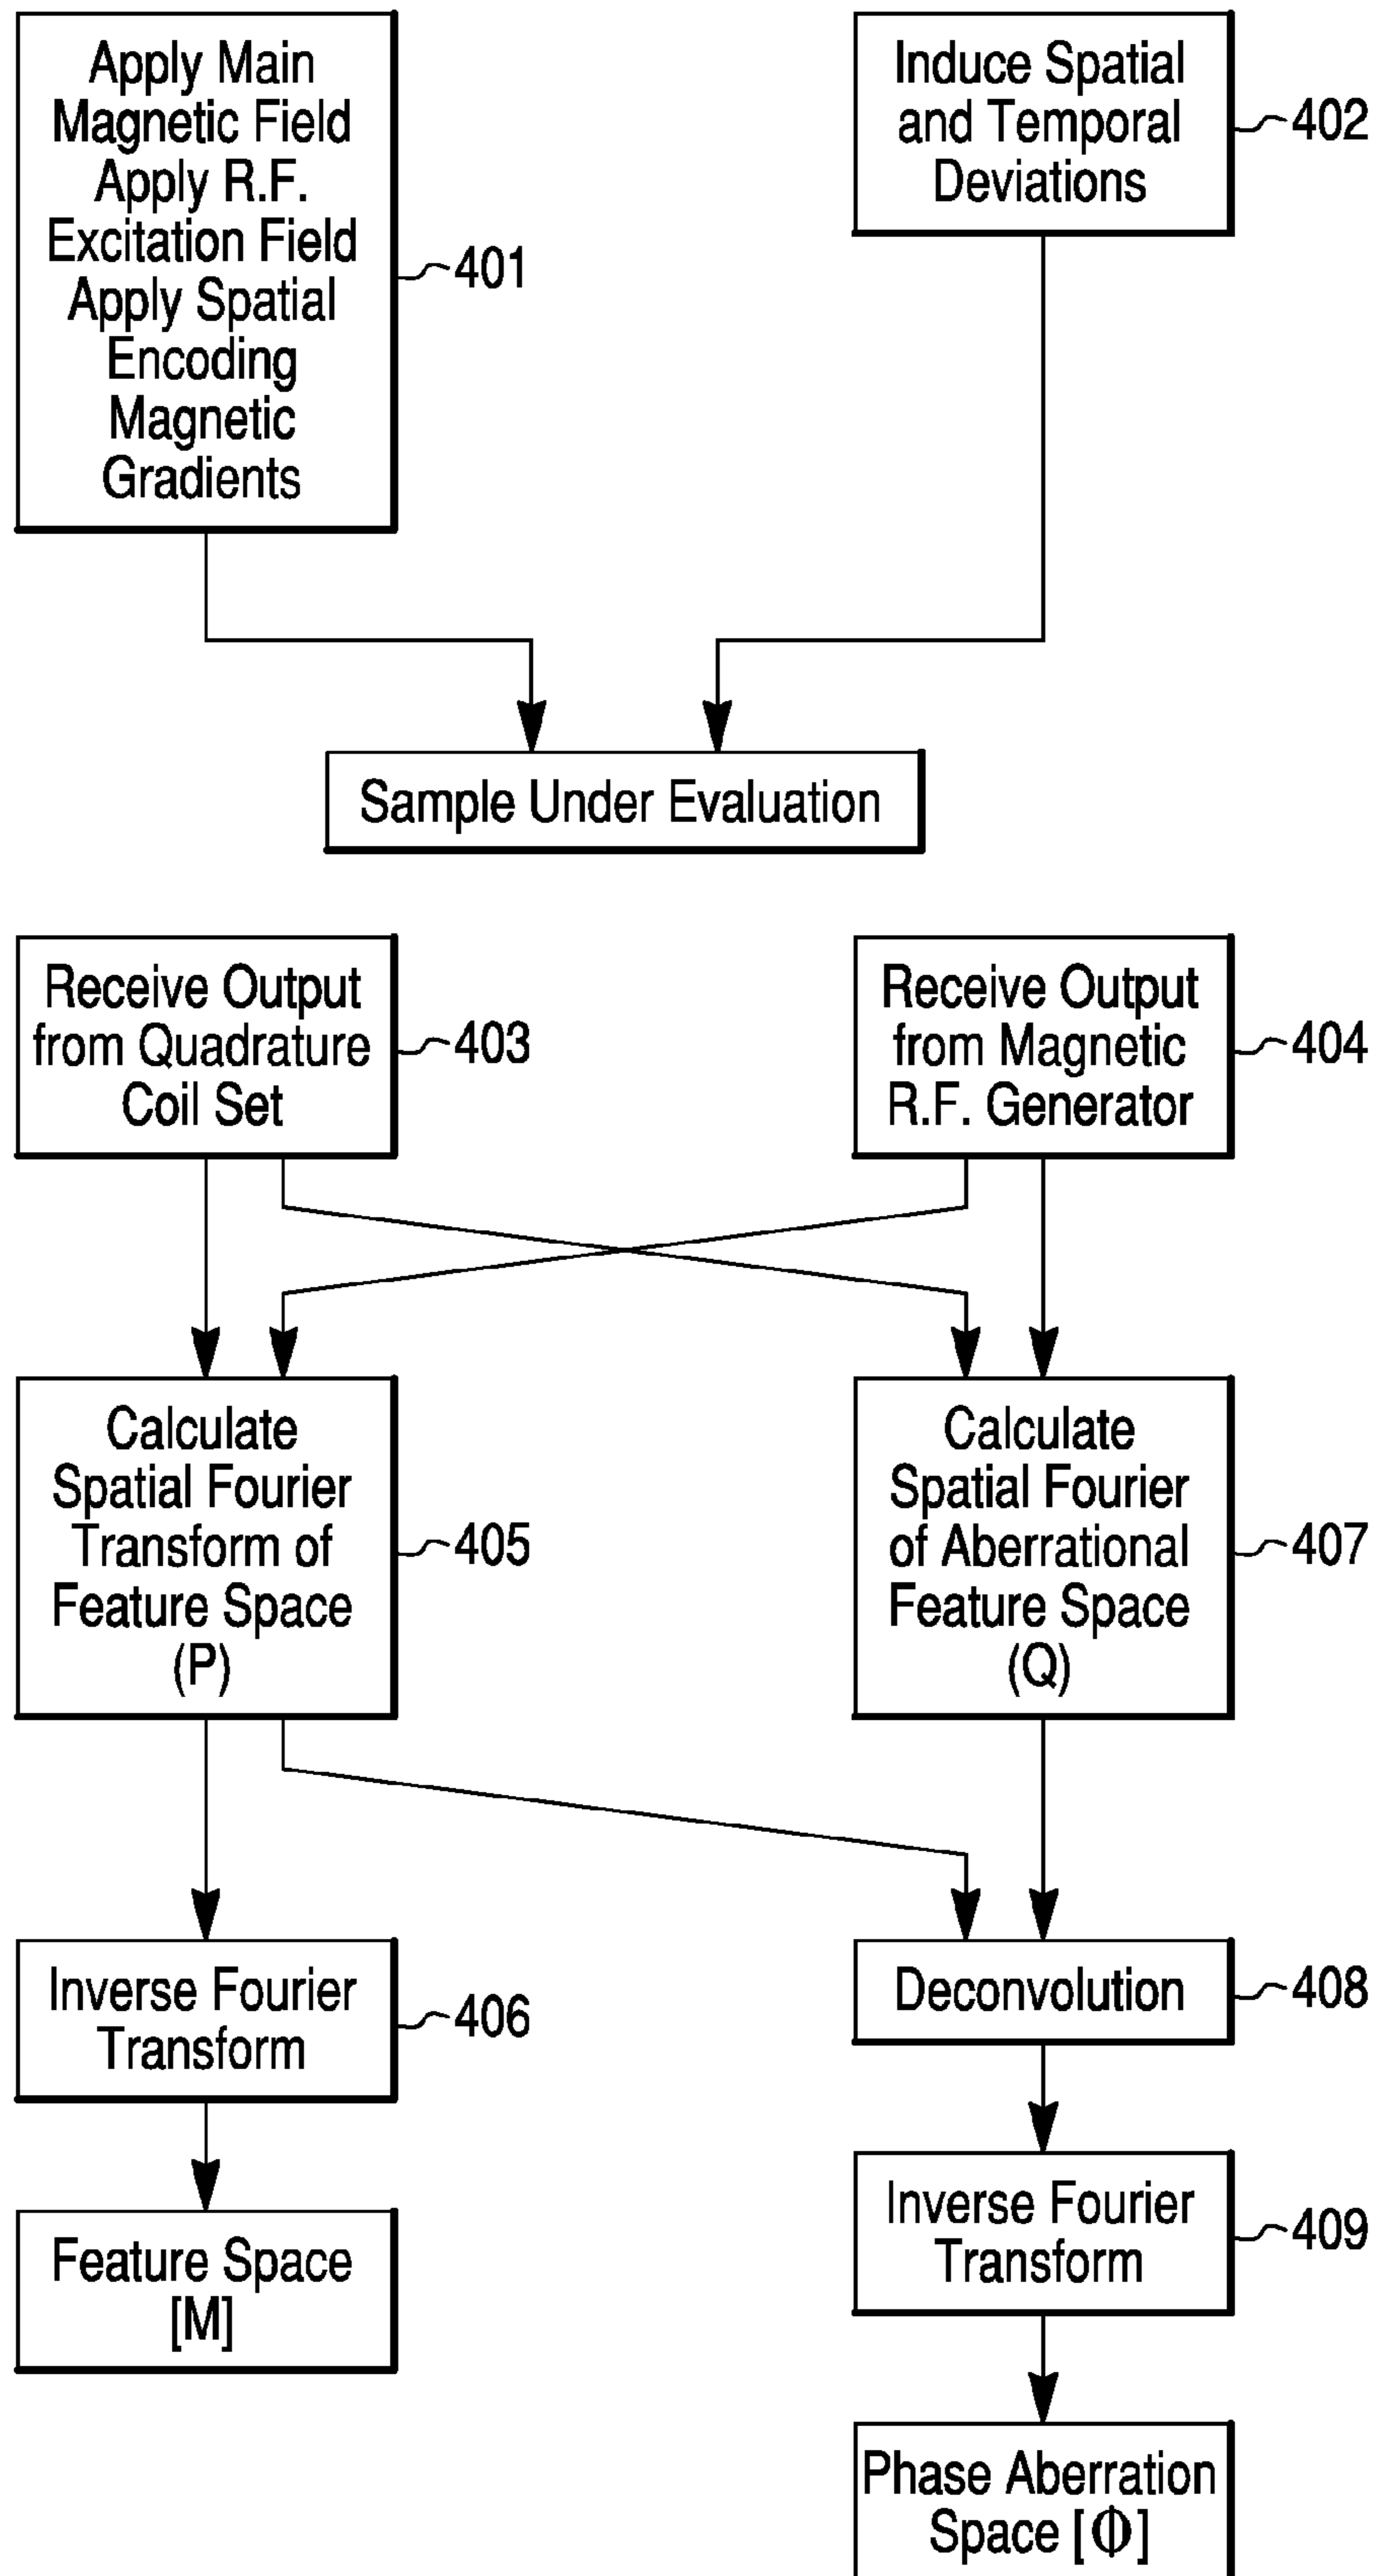 Apply Main
Magnetic Field
Apply R.F.
Excitation Field
Apply Spatial
Encoding
Magnetic
Gradients
401
Induce Spatial
and Temporal
Deviations
402
Sample Under Evaluation
Receive Output
from Quadrature
Coil Set
403
Receive Output
from Magnetic
R.F. Generator
404
Calculate
Spatial Fourier
Transform of
Feature Space
(P)
405
Calculate
Spatial Fourier
of Aberrational
Feature Space
(Q)
407
Inverse Fourier
Transform
406
Deconvolution
408
Feature Space
[M]
Inverse Fourier
Transform
409
Phase Aberration
Space [Φ]